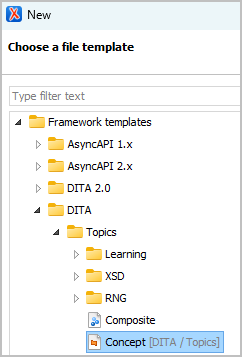 New
Choose a file template
Type filter text
Framework templates
AsyncAPI 1.x
AsyncAPI 2.x
DITA 2.0
DITA
Topics
Learning
XSD
RNG
Composite
Concept [DITA / Topics]